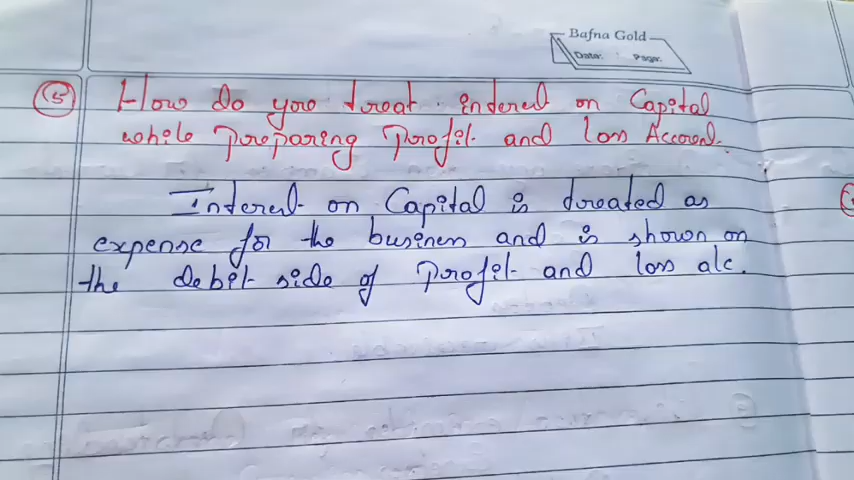 Bafna Gold
Date: Page:
(5) How do you treat interest on Capital
while preparing Profit and loss Account.
Interest on Capital is treated as
expense for the business and is shown on
the debit side of Profit and loss a/c.